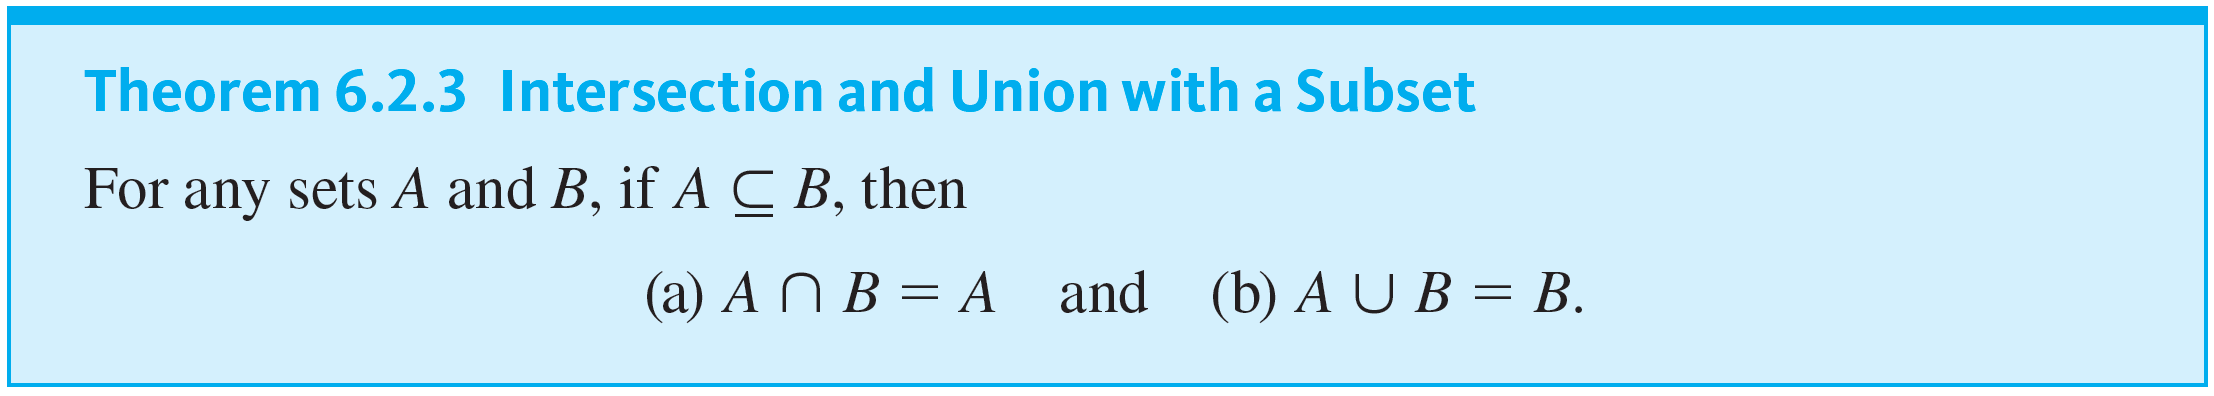 Theorem 6.2.3 Intersection and Union with a Subset
For any sets A and B, if A ⊆ B, then
(a) A ∩ B = A and (b) A ∪ B = B.